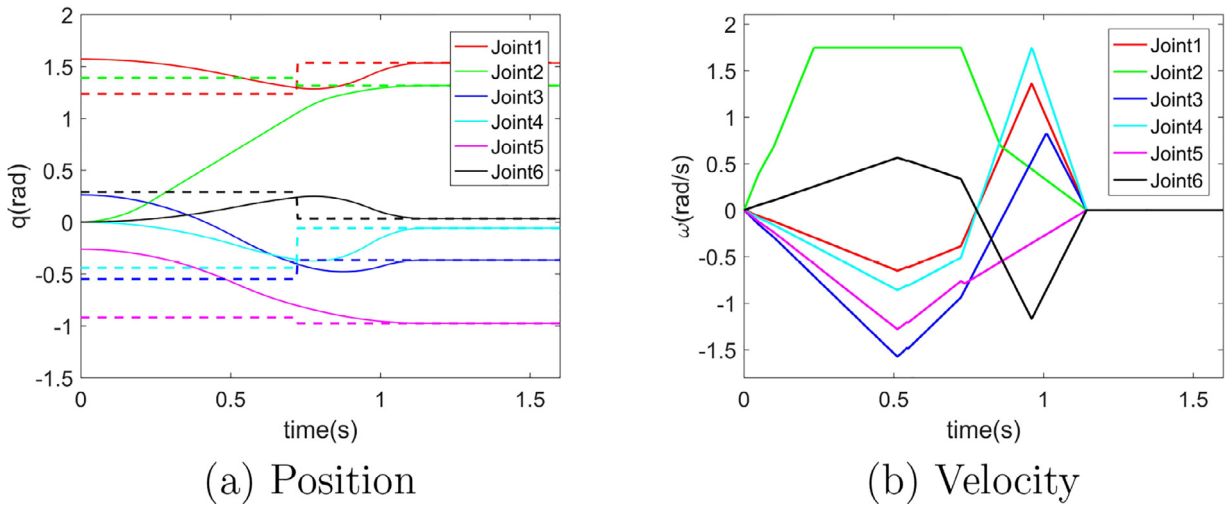 2
1.5
1
0.5
0
-0.5
-1
-1.5
q(rad)
0
0.5
1
1.5
time(s)
Joint1
Joint2
Joint3
Joint4
Joint5
Joint6
(a) Position
2
1.5
1
0.5
0
-0.5
-1
-1.5
ω(rad/s)
0
0.5
1
1.5
time(s)
Joint1
Joint2
Joint3
Joint4
Joint5
Joint6
(b) Velocity